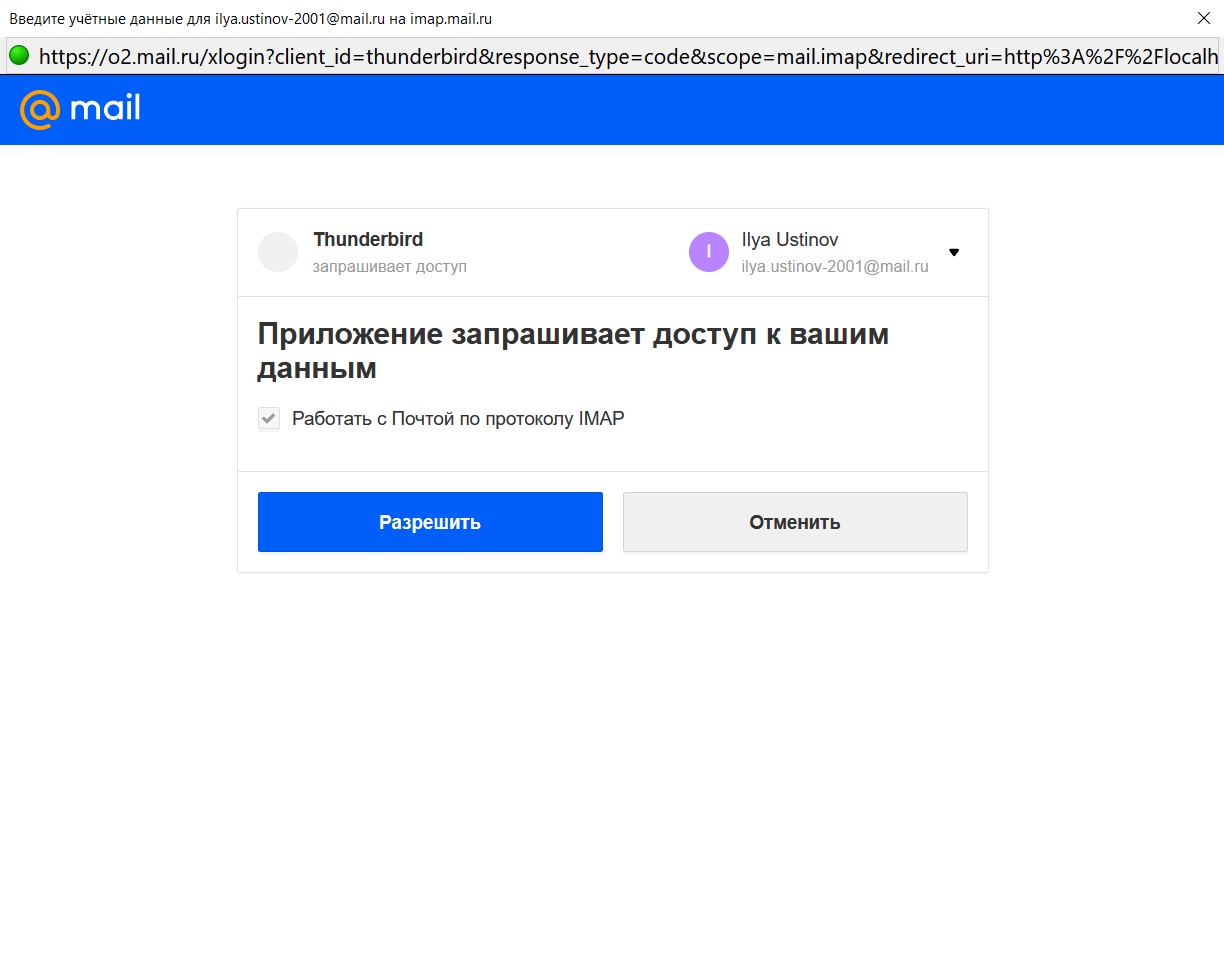 Введите учётные данные для ilya.ustinov-2001@mail.ru на imap.mail.ru
https://o2.mail.ru/xlogin?client_id=thunderbird&response_type=code&scope=mail.imap&redirect_uri=http%3A%2F%2Flocalh
@mail
Thunderbird
запрашивает доступ
I
Ilya Ustinov
ilya.ustinov-2001@mail.ru
Приложение запрашивает доступ к вашим
данным
Работать с Почтой по протоколу IMAP
Разрешить
Отменить